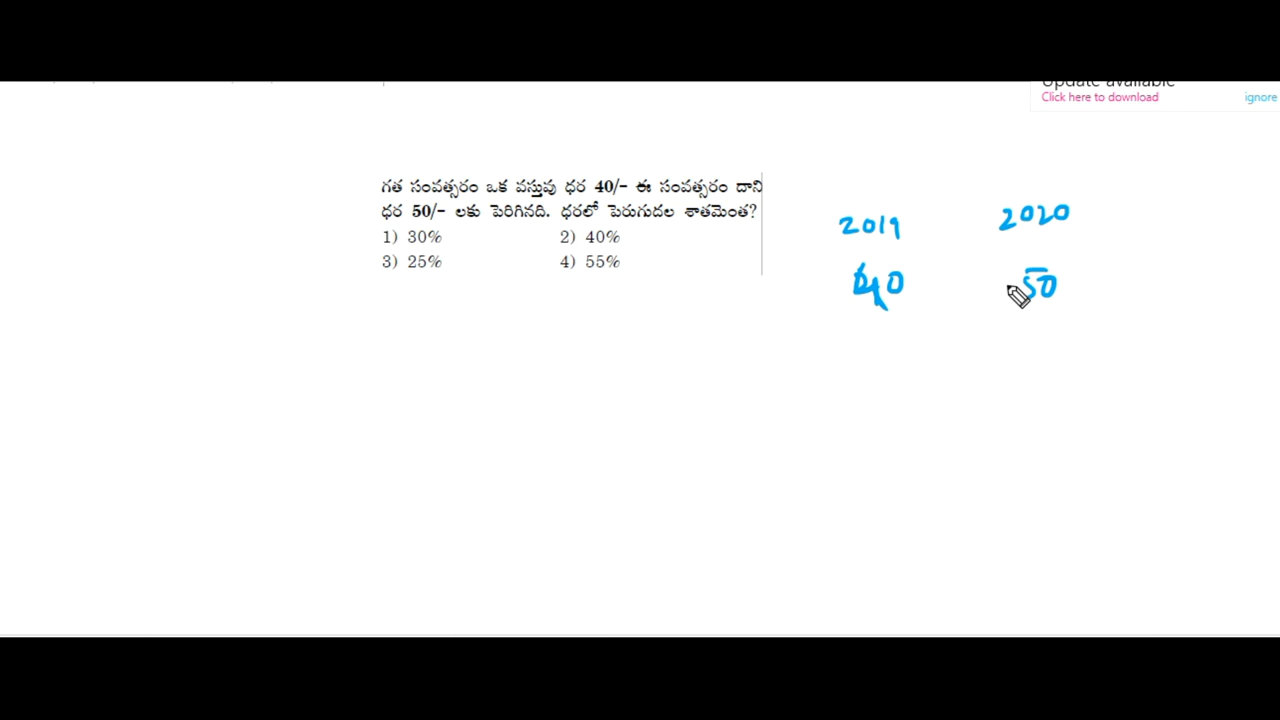 Update available
Click here to download ignore
గత సంవత్సరం ఒక వస్తువు ధర 40/- ఈ సంవత్సరం దాని
ధర 50/- లకు పెరిగినది. ధరలో పెరుగుదల శాతమెంత?
1) 30% 2) 40%
3) 25% 4) 55%
2019 2020
40 50